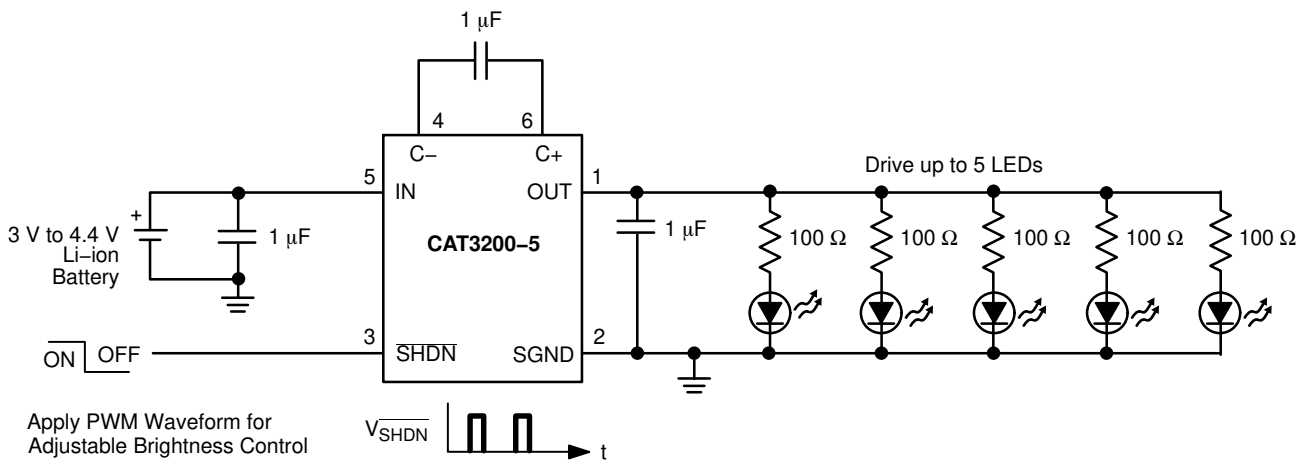 1 μF
4
6
C−
C+
5
IN
OUT
1
Drive up to 5 LEDs
+
3 V to 4.4 V
Li−ion
Battery
1 μF
CAT3200−5
1 μF
100 Ω
100 Ω
100 Ω
100 Ω
100 Ω
ON
OFF
3
SHDN
SGND
2
Apply PWM Waveform for
Adjustable Brightness Control
VSHDN
t